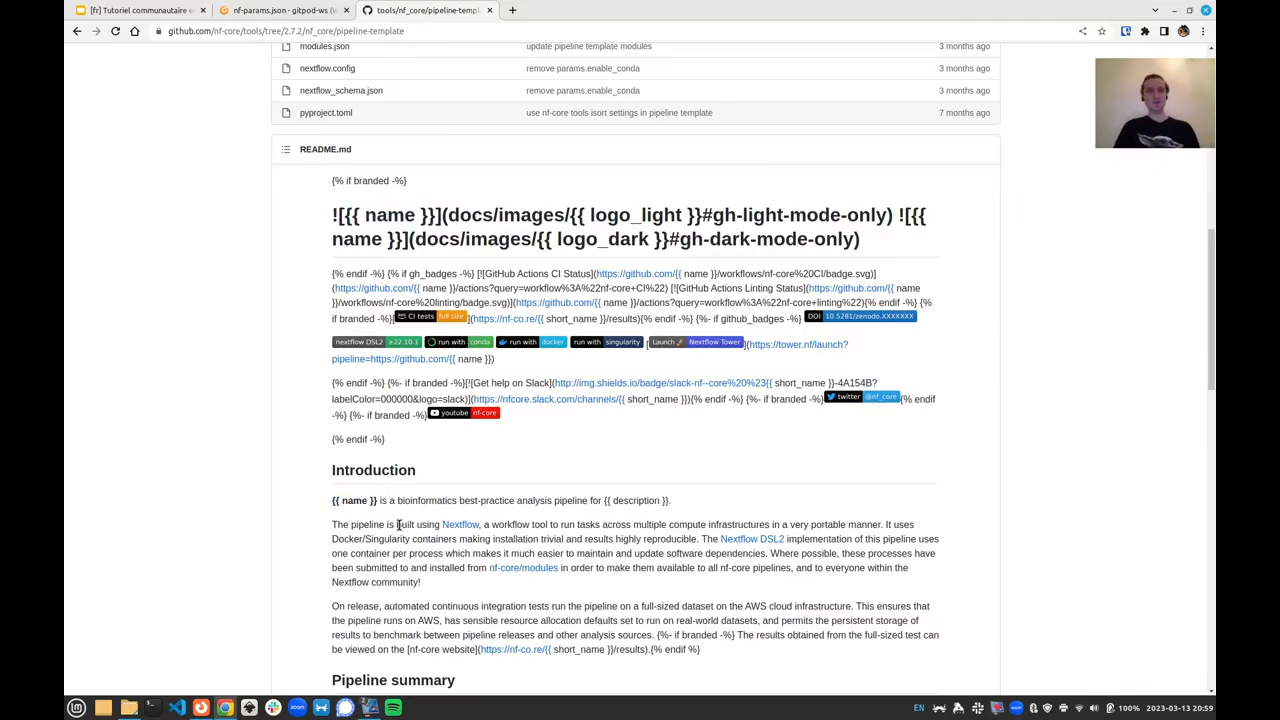 [fr] Tutoriel communautaire e
nf-params.json - gitpod-ws (V
tools/nf_core/pipeline-templ
github.com/nf-core/tools/tree/2.7.2/nf_core/pipeline-template
modules.json update pipeline template modules 3 months ago
nextflow.config remove params.enable_conda 3 months ago
nextflow_schema.json remove params.enable_conda 3 months ago
pyproject.toml use nf-core tools isort settings in pipeline template 7 months ago
README.md
{% if branded -%}
![{{ name }}](docs/images/{{ logo_light }}#gh-light-mode-only) ![{{
name }}](docs/images/{{ logo_dark }}#gh-dark-mode-only)
{% endif -%} {% if gh_badges -%} [![GitHub Actions CI Status](https://github.com/{{ name }}/workflows/nf-core%20CI/badge.svg)]
(https://github.com/{{ name }}/actions?query=workflow%3A%22nf-core+CI%22) [![GitHub Actions Linting Status](https://github.com/{{ name
}}/workflows/nf-core%20linting/badge.svg)](https://github.com/{{ name }}/actions?query=workflow%3A%22nf-core+linting%22){% endif -%} {%
if branded -%}[ CI tests full size ](https://nf-co.re/{{ short_name }}/results){% endif -%} {%- if github_badges -%} DOI 10.5281/zenodo.XXXXXXX
nextflow DSL2 ≥22.10.1 run with conda run with docker run with singularity [ Launch Nextflow Tower ](https://tower.nf/launch?
pipeline=https://github.com/{{ name }})
{% endif -%} {%- if branded -%}[![Get help on Slack](http://img.shields.io/badge/slack-nf--core%20%23{{ short_name }}-4A154B?
labelColor=000000&logo=slack)](https://nfcore.slack.com/channels/{{ short_name }}){% endif -%} {%- if branded -%} twitter @nf_core {% endif
-%} {%- if branded -%} youtube nf-core
{% endif -%}
Introduction
{{ name }} is a bioinformatics best-practice analysis pipeline for {{ description }}.
The pipeline is built using Nextflow, a workflow tool to run tasks across multiple compute infrastructures in a very portable manner. It uses
Docker/Singularity containers making installation trivial and results highly reproducible. The Nextflow DSL2 implementation of this pipeline uses
one container per process which makes it much easier to maintain and update software dependencies. Where possible, these processes have
been submitted to and installed from nf-core/modules in order to make them available to all nf-core pipelines, and to everyone within the
Nextflow community!
On release, automated continuous integration tests run the pipeline on a full-sized dataset on the AWS cloud infrastructure. This ensures that
the pipeline runs on AWS, has sensible resource allocation defaults set to run on real-world datasets, and permits the persistent storage of
results to benchmark between pipeline releases and other analysis sources. {%- if branded -%} The results obtained from the full-sized test can
be viewed on the [nf-core website](https://nf-co.re/{{ short_name }}/results).{% endif %}
Pipeline summary
EN 100% 2023-03-13 20:59